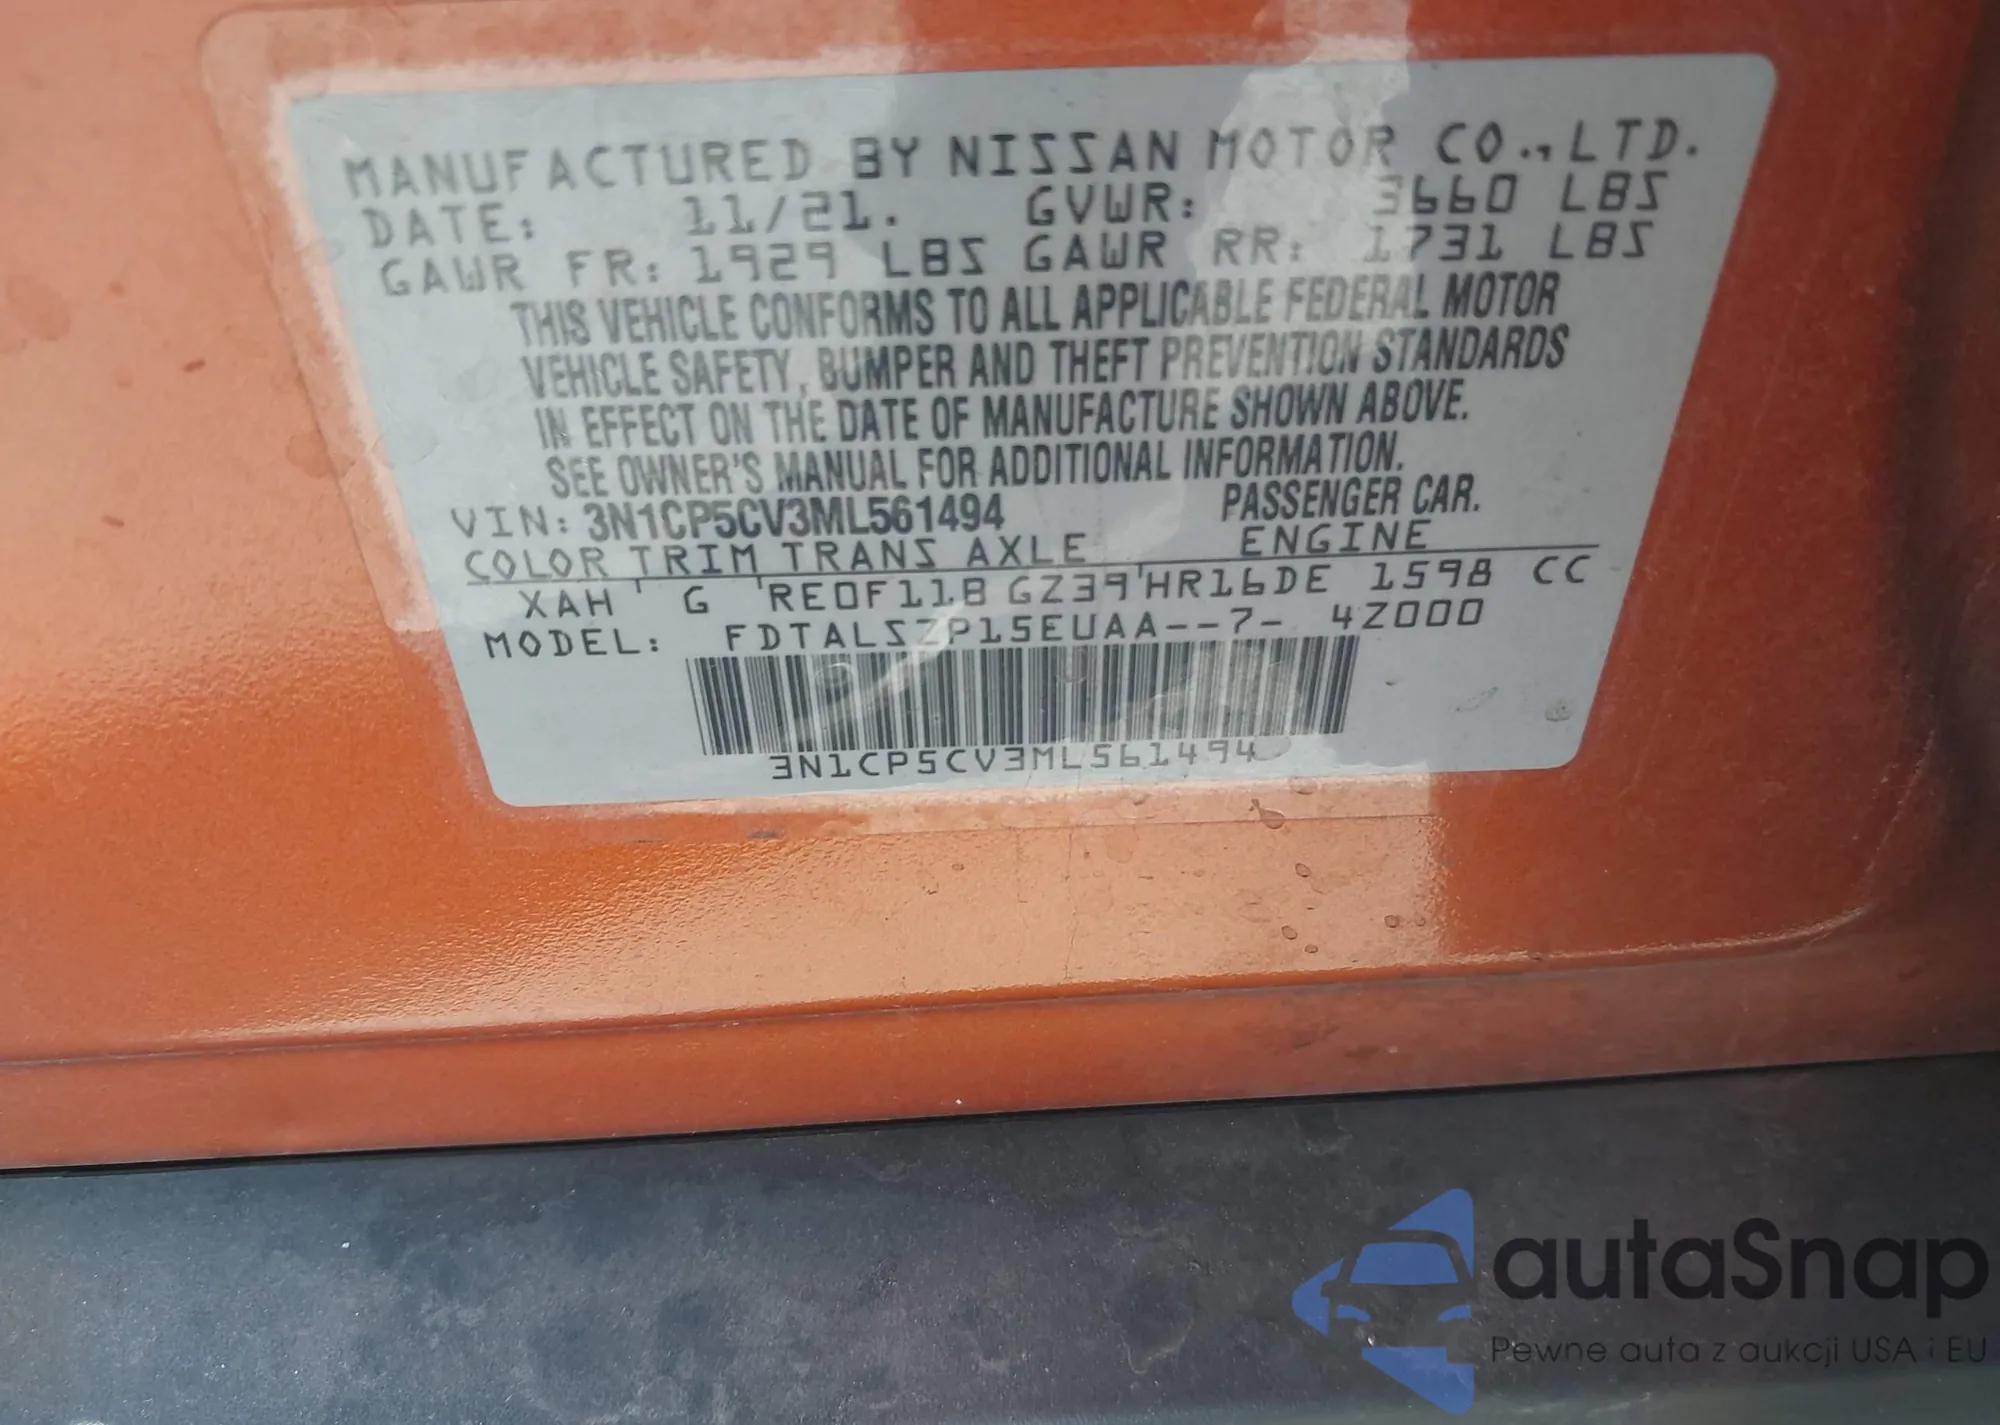 MANUFACTURED BY NISSAN MOTOR CO., LTD.
DATE: 11/21. GVWR: 3660 LBS
GAWR FR: 1929 LBS GAWR RR: 1731 LBS
THIS VEHICLE CONFORMS TO ALL APPLICABLE FEDERAL MOTOR
VEHICLE SAFETY, BUMPER AND THEFT PREVENTION STANDARDS
IN EFFECT ON THE DATE OF MANUFACTURE SHOWN ABOVE.
SEE OWNER'S MANUAL FOR ADDITIONAL INFORMATION.
VIN: 3N1CP5CV3ML561494 PASSENGER CAR.
COLOR TRIM TRANS AXLE ENGINE
XAH G RE0F11B GZ39 HR16DE 1598 CC
MODEL: FDTALSZP15EUAA--7- 4Z000
3N1CP5CV3ML561494
autaSnap
Pewne auta z aukcji USA i EU